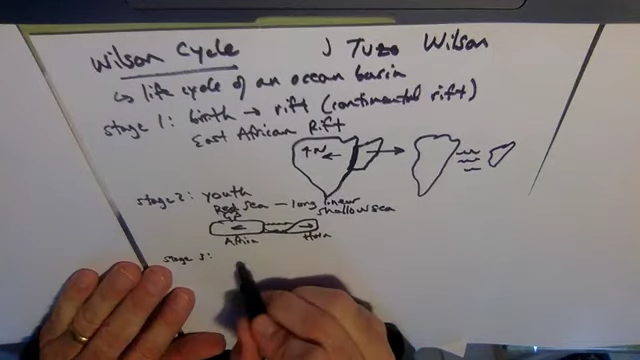 Wilson Cycle J Tuzo Wilson
↳ life cycle of an ocean basin
stage 1: birth → rift (continental rift)
East African Rift
↑N
stage 2: youth
Red Sea — long linear
shallow sea
Africa Horn
stage 3: